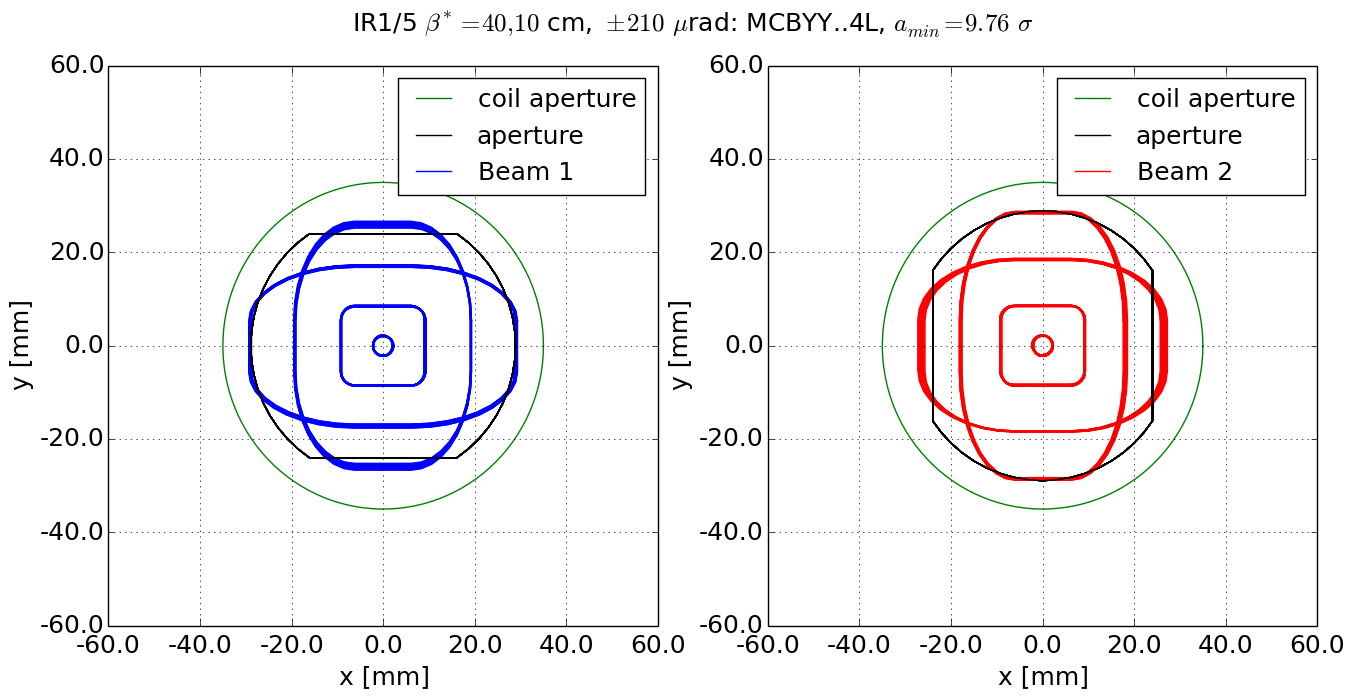 IR1/5 β* =40,10 cm, ±210 μrad: MCBYY..4L, a_min=9.76 σ
60.0
40.0
20.0
0.0
-20.0
-40.0
-60.0
y [mm]
-60.0 -40.0 -20.0 0.0 20.0 40.0 60.0
x [mm]
coil aperture
aperture
Beam 1
60.0
40.0
20.0
0.0
-20.0
-40.0
-60.0
y [mm]
-60.0 -40.0 -20.0 0.0 20.0 40.0 60.0
x [mm]
coil aperture
aperture
Beam 2